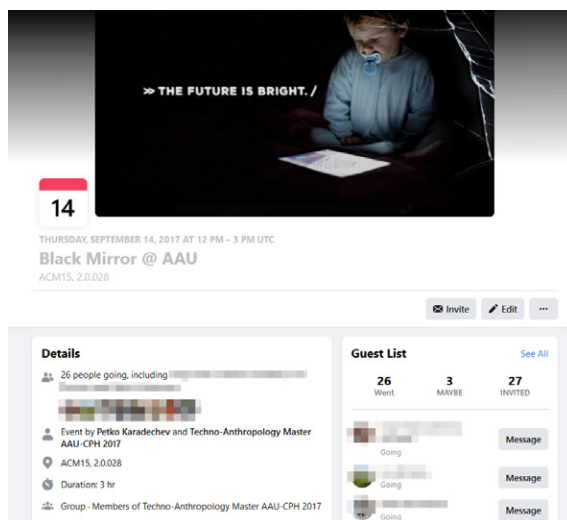 >> THE FUTURE IS BRIGHT. /
14
THURSDAY, SEPTEMBER 14, 2017 AT 12 PM – 3 PM UTC
Black Mirror @ AAU
ACM15, 2.0.028
Invite
Edit
...
Details
26 people going, including
Event by Petko Karadechev and Techno-Anthropology Master
AAU-CPH 2017
ACM15, 2.0.028
Duration: 3 hr
Group · Members of Techno-Anthropology Master AAU-CPH 2017
Guest List
See All
26
3
27
Went
MAYBE
INVITED
Message
Going
Message
Going
Message
Going